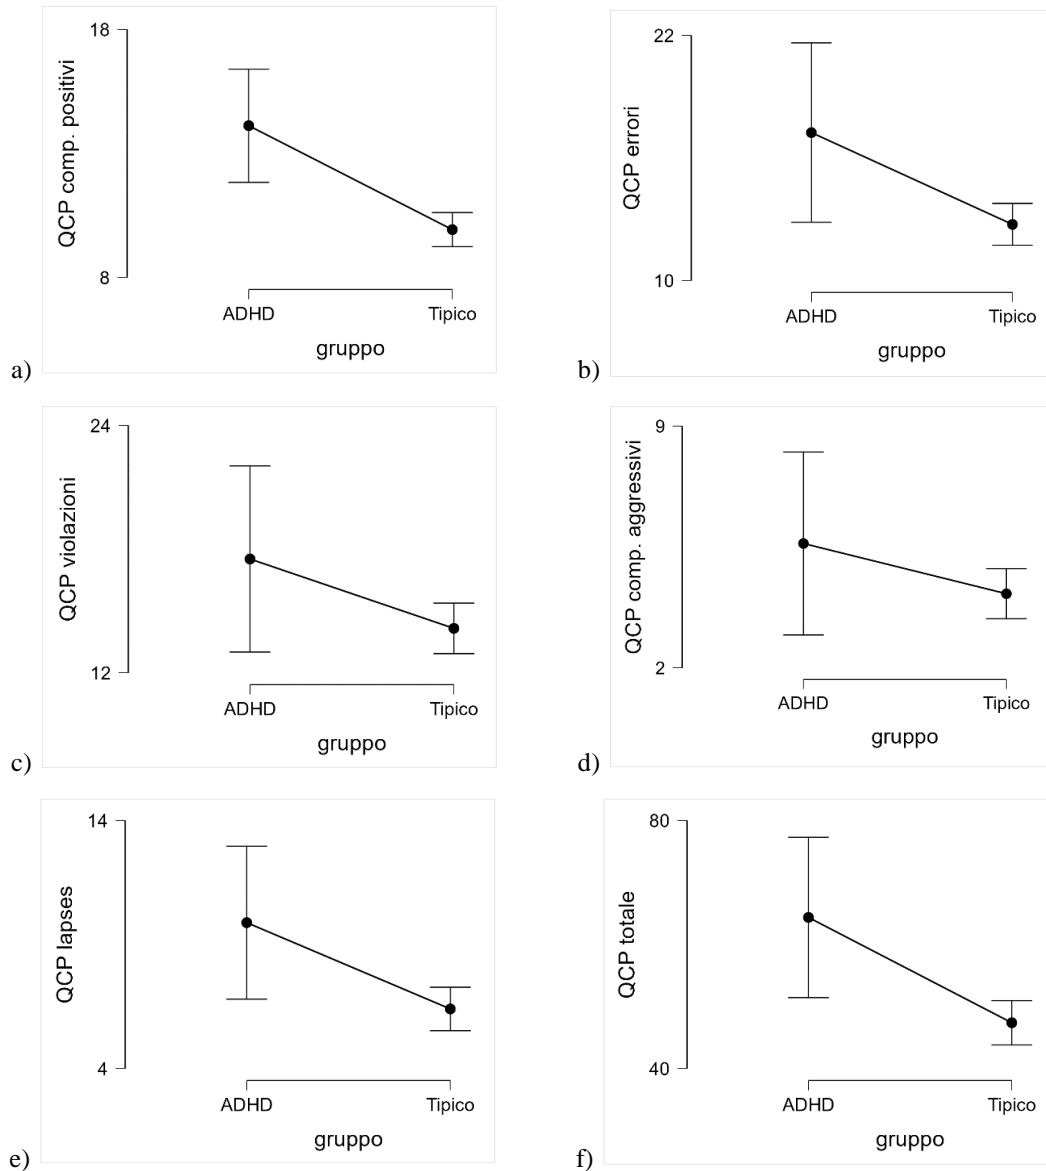 18
QCP comp. positivi
8
ADHD Tipico
gruppo
a)
22
QCP errori
10
ADHD Tipico
gruppo
b)
24
QCP violazioni
12
ADHD Tipico
gruppo
c)
9
QCP comp. aggressivi
2
ADHD Tipico
gruppo
d)
14
QCP lapses
4
ADHD Tipico
gruppo
e)
80
QCP totale
40
ADHD Tipico
gruppo
f)